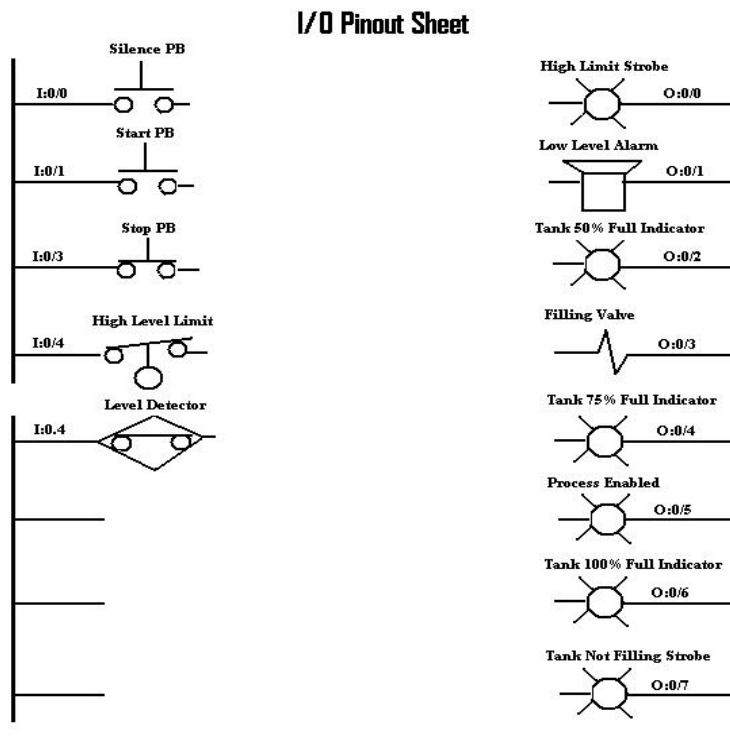 I/O Pinout Sheet
Silence PB
I:0/0
Start PB
I:0/1
Stop PB
I:0/3
High Level Limit
I:0/4
Level Detector
I:0.4
High Limit Strobe
O:0/0
Low Level Alarm
O:0/1
Tank 50% Full Indicator
O:0/2
Filling Valve
O:0/3
Tank 75% Full Indicator
O:0/4
Process Enabled
O:0/5
Tank 100% Full Indicator
O:0/6
Tank Not Filling Strobe
O:0/7